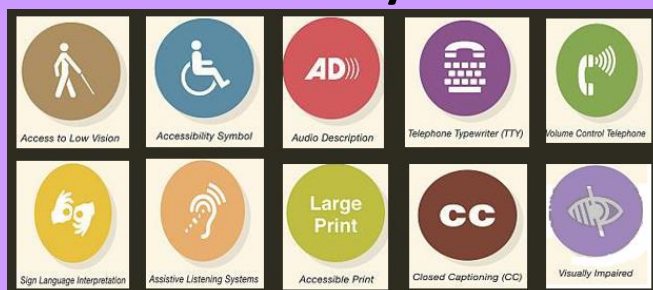 Access to Low Vision
Accessibility Symbol
AD
Audio Description
Telephone Typewriter (TTY)
Volume Control Telephone
Sign Language Interpretation
Assistive Listening Systems
Large
Print
Accessible Print
CC
Closed Captioning (CC)
Visually Impaired